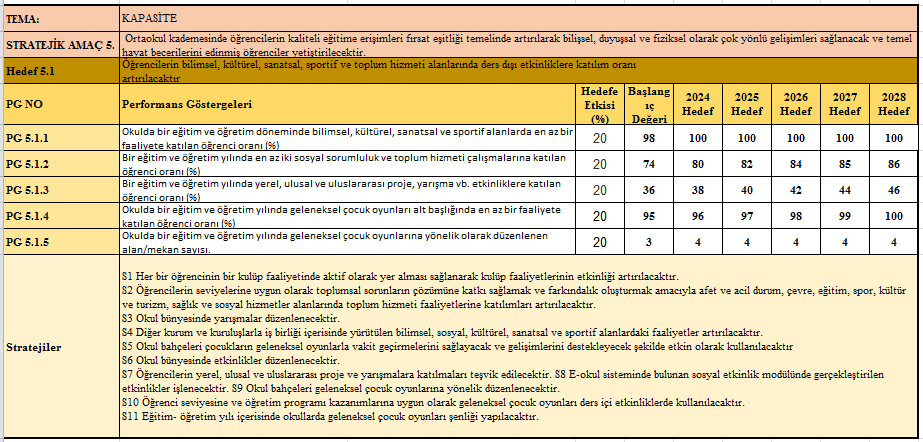 TEMA: KAPASİTE
STRATEJİK AMAÇ 5. Ortaokul kademesinde öğrencilerin kaliteli eğitime erişimleri fırsat eşitliği temelinde artırılarak bilişsel, duyuşsal ve fiziksel olarak çok yönlü gelişimleri sağlanacak ve temel
hayat becerilerini edinmiş öğrenciler yetiştirilecektir.
Hedef 5.1 Öğrencilerin bilimsel, kültürel, sanatsal, sportif ve toplum hizmeti alanlarında ders dışı etkinliklere katılım oranı
artırılacaktır
PG NO Performans Göstergeleri Hedefe Etkisi (%) Başlangıç Değeri 2024 Hedef 2025 Hedef 2026 Hedef 2027 Hedef 2028 Hedef
PG 5.1.1 Okulda bir eğitim ve öğretim döneminde bilimsel, kültürel, sanatsal ve sportif alanlarda en az bir
faaliyete katılan öğrenci oranı (%) 20 98 100 100 100 100 100
PG 5.1.2 Bir eğitim ve öğretim yılında en az iki sosyal sorumluluk ve toplum hizmeti çalışmalarına katılan
öğrenci oranı (%) 20 74 80 82 84 85 86
PG 5.1.3 Bir eğitim ve öğretim yılında yerel, ulusal ve uluslararası proje, yarışma vb. etkinliklere katılan
öğrenci oranı (%) 20 36 38 40 42 44 46
PG 5.1.4 Okulda bir eğitim ve öğretim yılında geleneksel çocuk oyunları alt başlığında en az bir faaliyete
katılan öğrenci oranı (%) 20 95 96 97 98 99 100
PG 5.1.5 Okulda bir eğitim ve öğretim yılında geleneksel çocuk oyunlarına yönelik olarak düzenlenen
alan/mekan sayısı. 20 3 4 4 4 4 4
Stratejiler
S1 Her bir öğrencinin bir kulüp faaliyetinde aktif olarak yer alması sağlanarak kulüp faaliyetlerinin etkinliği artırılacaktır.
S2 Öğrencilerin seviyelerine uygun olarak toplumsal sorunların çözümüne katkı sağlamak ve farkındalık oluşturmak amacıyla afet ve acil durum, çevre, eğitim, spor, kültür
ve turizm, sağlık ve sosyal hizmetler alanlarında toplum hizmeti faaliyetlerine katılımları artırılacaktır.
S3 Okul bünyesinde yarışmalar düzenlenecektir.
S4 Diğer kurum ve kuruluşlarla iş birliği içerisinde yürütülen bilimsel, sosyal, kültürel, sanatsal ve sportif alanlardaki faaliyetler artırılacaktır.
S5 Okul bahçeleri çocukların geleneksel oyunlarla vakit geçirmelerini sağlayacak ve gelişimlerini destekleyecek şekilde etkin olarak kullanılacaktır
S6 Okul bünyesinde etkinlikler düzenlenecektir.
S7 Öğrencilerin yerel, ulusal ve uluslararası proje ve yarışmalara katılmaları teşvik edilecektir. S8 E-okul sisteminde bulunan sosyal etkinlik modülünde gerçekleştirilen
etkinlikler işlenecektir. S9 Okul bahçeleri geleneksel çocuk oyunlarına yönelik düzenlenecektir.
S10 Öğrenci seviyesine ve öğretim programı kazanımlarına uygun olarak geleneksel çocuk oyunları ders içi etkinliklerde kullanılacaktır.
S11 Eğitim- öğretim yılı içerisinde okullarda geleneksel çocuk oyunları şenliği yapılacaktır.